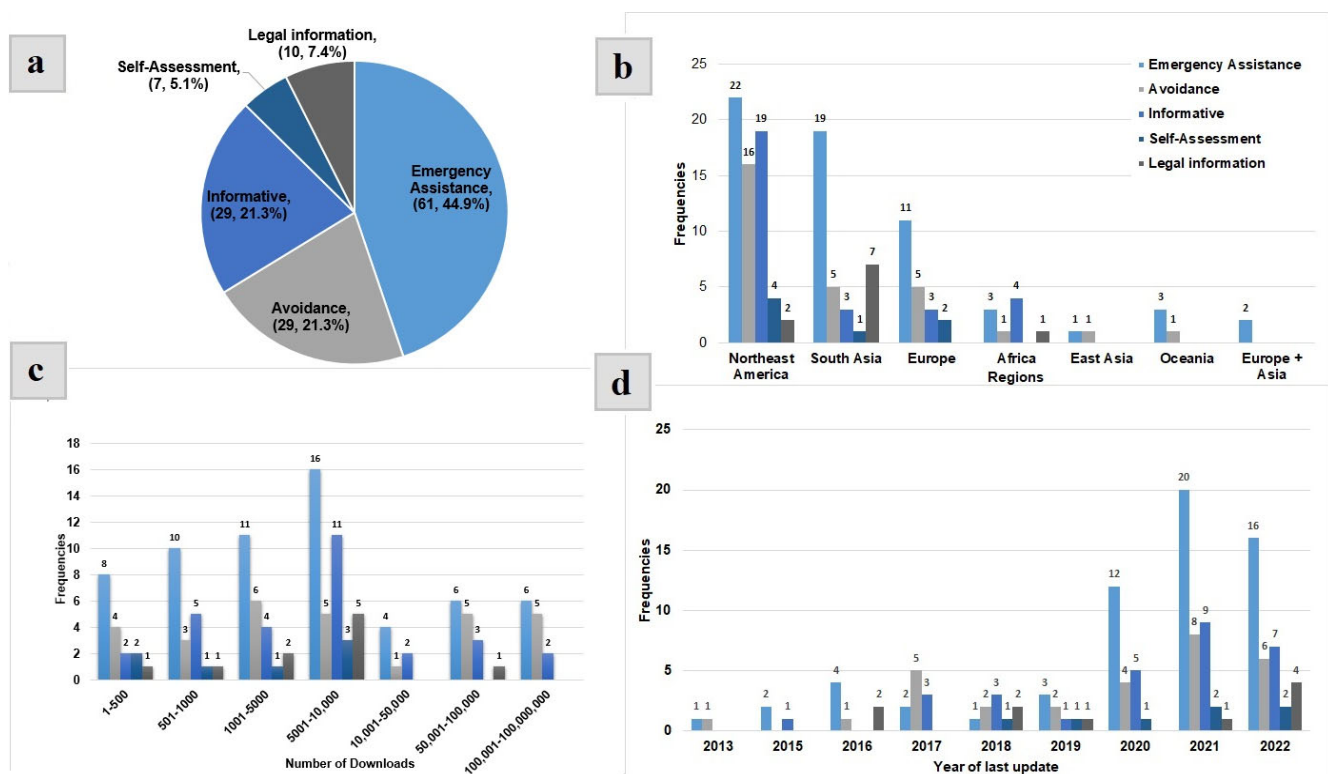 a
Legal information,
(10, 7.4%)
Self-Assessment,
(7, 5.1%)
Informative,
(29, 21.3%)
Emergency
Assistance,
(61, 44.9%)
Avoidance,
(29, 21.3%)
b
Emergency Assistance
Avoidance
Informative
Self-Assessment
Legal information
Frequencies
25
20
15
10
5
0
22 16 19 4 2
19 5 3 1 7
11 5 3 2
3 1 4 1
1 1
3 1
2
Northeast America
South Asia
Europe
Africa
East Asia
Oceania
Europe + Asia
Regions
c
Frequencies
18
16
14
12
10
8
6
4
2
0
8 4 2 2 1
10 3 5 1 1
11 6 4 1 2
16 5 11 3 5
4 1 2
6 5 3 1
6 5 2
1-500
501-1000
1001-5000
5001-10,000
10,001-50,000
50,001-100,000
100,001-100,000,000
Number of Downloads
d
Frequencies
25
20
15
10
5
0
1 1
2 1
4 1 2
2 5 3
1 2 3 1 2
3 2 1 1 1
12 4 5 1
20 8 9 2 1
16 6 7 2 4
2013 2015 2016 2017 2018 2019 2020 2021 2022
Year of last update